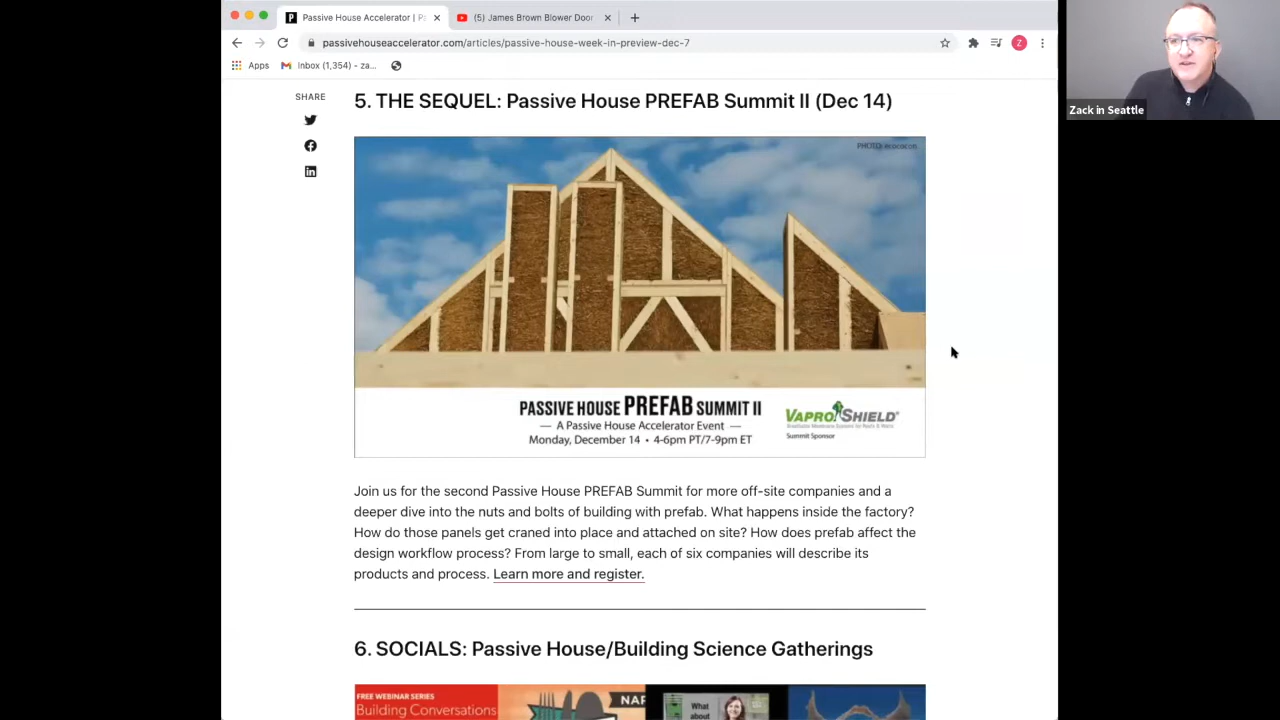 Passive House Accelerator | Pa
(5) James Brown Blower Door
passivehouseaccelerator.com/articles/passive-house-week-in-preview-dec-7
Z
Apps
Inbox (1,354) - za...
Zack in Seattle
SHARE
5. THE SEQUEL: Passive House PREFAB Summit II (Dec 14)
PASSIVE HOUSE PREFAB SUMMIT II
— A Passive House Accelerator Event —
Monday, December 14 • 4-6pm PT/7-9pm ET
VAPROSHIELD
Summit Sponsor
Join us for the second Passive House PREFAB Summit for more off-site companies and a
deeper dive into the nuts and bolts of building with prefab. What happens inside the factory?
How do those panels get craned into place and attached on site? How does prefab affect the
design workflow process? From large to small, each of six companies will describe its
products and process. Learn more and register.
6. SOCIALS: Passive House/Building Science Gatherings
FREE WEBINAR SERIES
Building Conversations
NAP
What
about